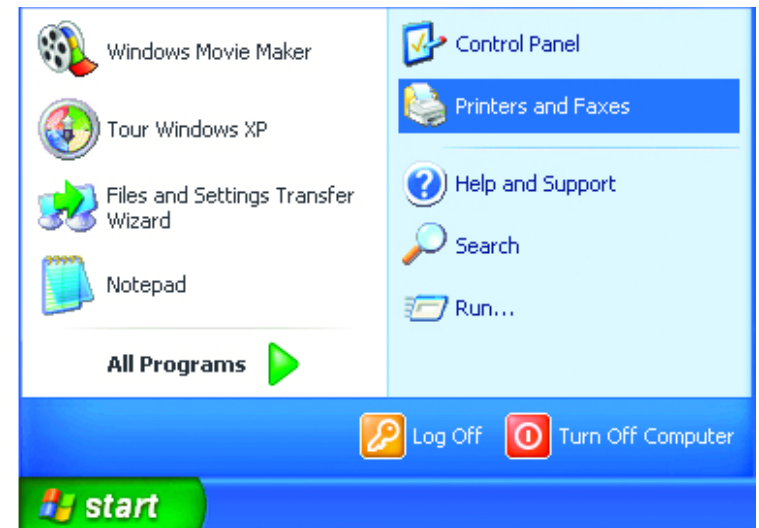 Windows Movie Maker
Tour Windows XP
Files and Settings Transfer
Wizard
Notepad
All Programs
Control Panel
Printers and Faxes
Help and Support
Search
Run...
Log Off
Turn Off Computer
start